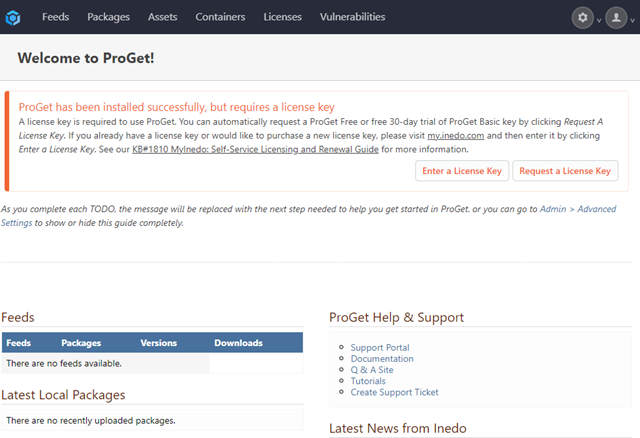 Feeds Packages Assets Containers Licenses Vulnerabilities
Welcome to ProGet!
ProGet has been installed successfully, but requires a license key
A license key is required to use ProGet. You can automatically request a ProGet Free or free 30-day trial of ProGet Basic key by clicking Request A
License Key. If you already have a license key or would like to purchase a new license key, please visit my.inedo.com and then enter it by clicking
Enter a License Key. See our KB#1810 MyInedo: Self-Service Licensing and Renewal Guide for more information.
Enter a License Key Request a License Key
As you complete each TODO, the message will be replaced with the next step needed to help you get started in ProGet. or you can go to Admin > Advanced
Settings to show or hide this guide completely.
Feeds
Feeds Packages Versions Downloads
There are no feeds available.
Latest Local Packages
There are no recently uploaded packages.
ProGet Help & Support
Support Portal
Documentation
Q & A Site
Tutorials
Create Support Ticket
Latest News from Inedo